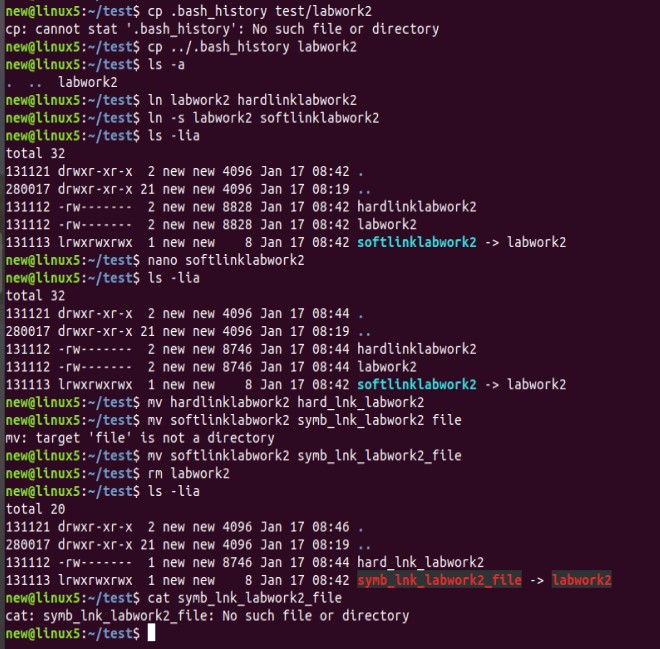 new@linux5:~/test$ cp .bash_history test/labwork2
cp: cannot stat '.bash_history': No such file or directory
new@linux5:~/test$ cp ../.bash_history labwork2
new@linux5:~/test$ ls -a
.  ..  labwork2
new@linux5:~/test$ ln labwork2 hardlinklabwork2
new@linux5:~/test$ ln -s labwork2 softlinklabwork2
new@linux5:~/test$ ls -lia
total 32
131121 drwxr-xr-x  2 new new 4096 Jan 17 08:42 .
280017 drwxr-xr-x 21 new new 4096 Jan 17 08:19 ..
131112 -rw-------  2 new new 8828 Jan 17 08:42 hardlinklabwork2
131112 -rw-------  2 new new 8828 Jan 17 08:42 labwork2
131113 lrwxrwxrwx  1 new new    8 Jan 17 08:42 softlinklabwork2 -> labwork2
new@linux5:~/test$ nano softlinklabwork2
new@linux5:~/test$ ls -lia
total 32
131121 drwxr-xr-x  2 new new 4096 Jan 17 08:44 .
280017 drwxr-xr-x 21 new new 4096 Jan 17 08:19 ..
131112 -rw-------  2 new new 8746 Jan 17 08:44 hardlinklabwork2
131112 -rw-------  2 new new 8746 Jan 17 08:44 labwork2
131113 lrwxrwxrwx  1 new new    8 Jan 17 08:42 softlinklabwork2 -> labwork2
new@linux5:~/test$ mv hardlinklabwork2 hard_lnk_labwork2
new@linux5:~/test$ mv softlinklabwork2 symb_lnk_labwork2 file
mv: target 'file' is not a directory
new@linux5:~/test$ mv softlinklabwork2 symb_lnk_labwork2_file
new@linux5:~/test$ rm labwork2
new@linux5:~/test$ ls -lia
total 20
131121 drwxr-xr-x  2 new new 4096 Jan 17 08:46 .
280017 drwxr-xr-x 21 new new 4096 Jan 17 08:19 ..
131112 -rw-------  1 new new 8746 Jan 17 08:44 hard_lnk_labwork2
131113 lrwxrwxrwx  1 new new    8 Jan 17 08:42 symb_lnk_labwork2_file -> labwork2
new@linux5:~/test$ cat symb_lnk_labwork2_file
cat: symb_lnk_labwork2_file: No such file or directory
new@linux5:~/test$